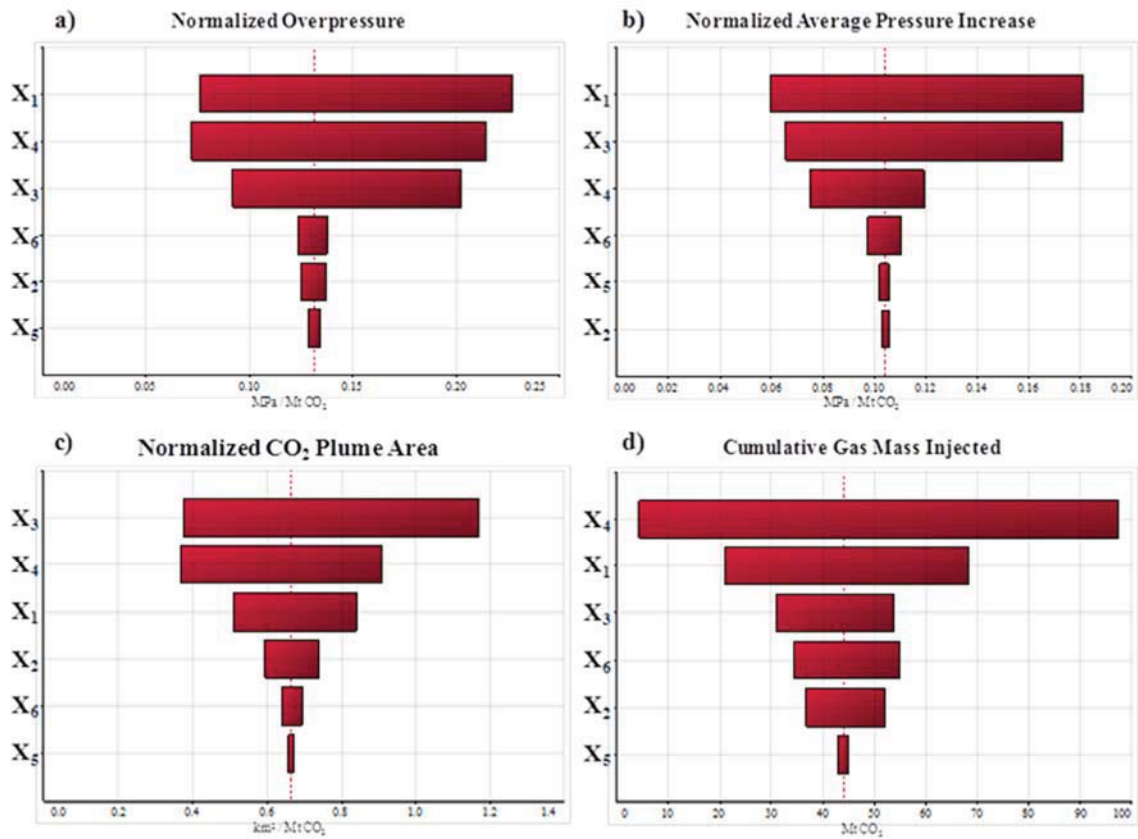 a) Normalized Overpressure
X₁
X₄
X₃
X₆
X₂
X₅
0.00 0.05 0.10 0.15 0.20 0.25
MPa / Mt CO₂
b) Normalized Average Pressure Increase
X₁
X₃
X₄
X₆
X₅
X₂
0.00 0.02 0.04 0.06 0.08 0.10 0.12 0.14 0.16 0.18 0.20
MPa / Mt CO₂
c) Normalized CO₂ Plume Area
X₃
X₄
X₁
X₂
X₆
X₅
0.0 0.2 0.4 0.6 0.8 1.0 1.2 1.4
km² / Mt CO₂
d) Cumulative Gas Mass Injected
X₄
X₁
X₃
X₆
X₂
X₅
0 10 20 30 40 50 60 70 80 90 100
Mt CO₂